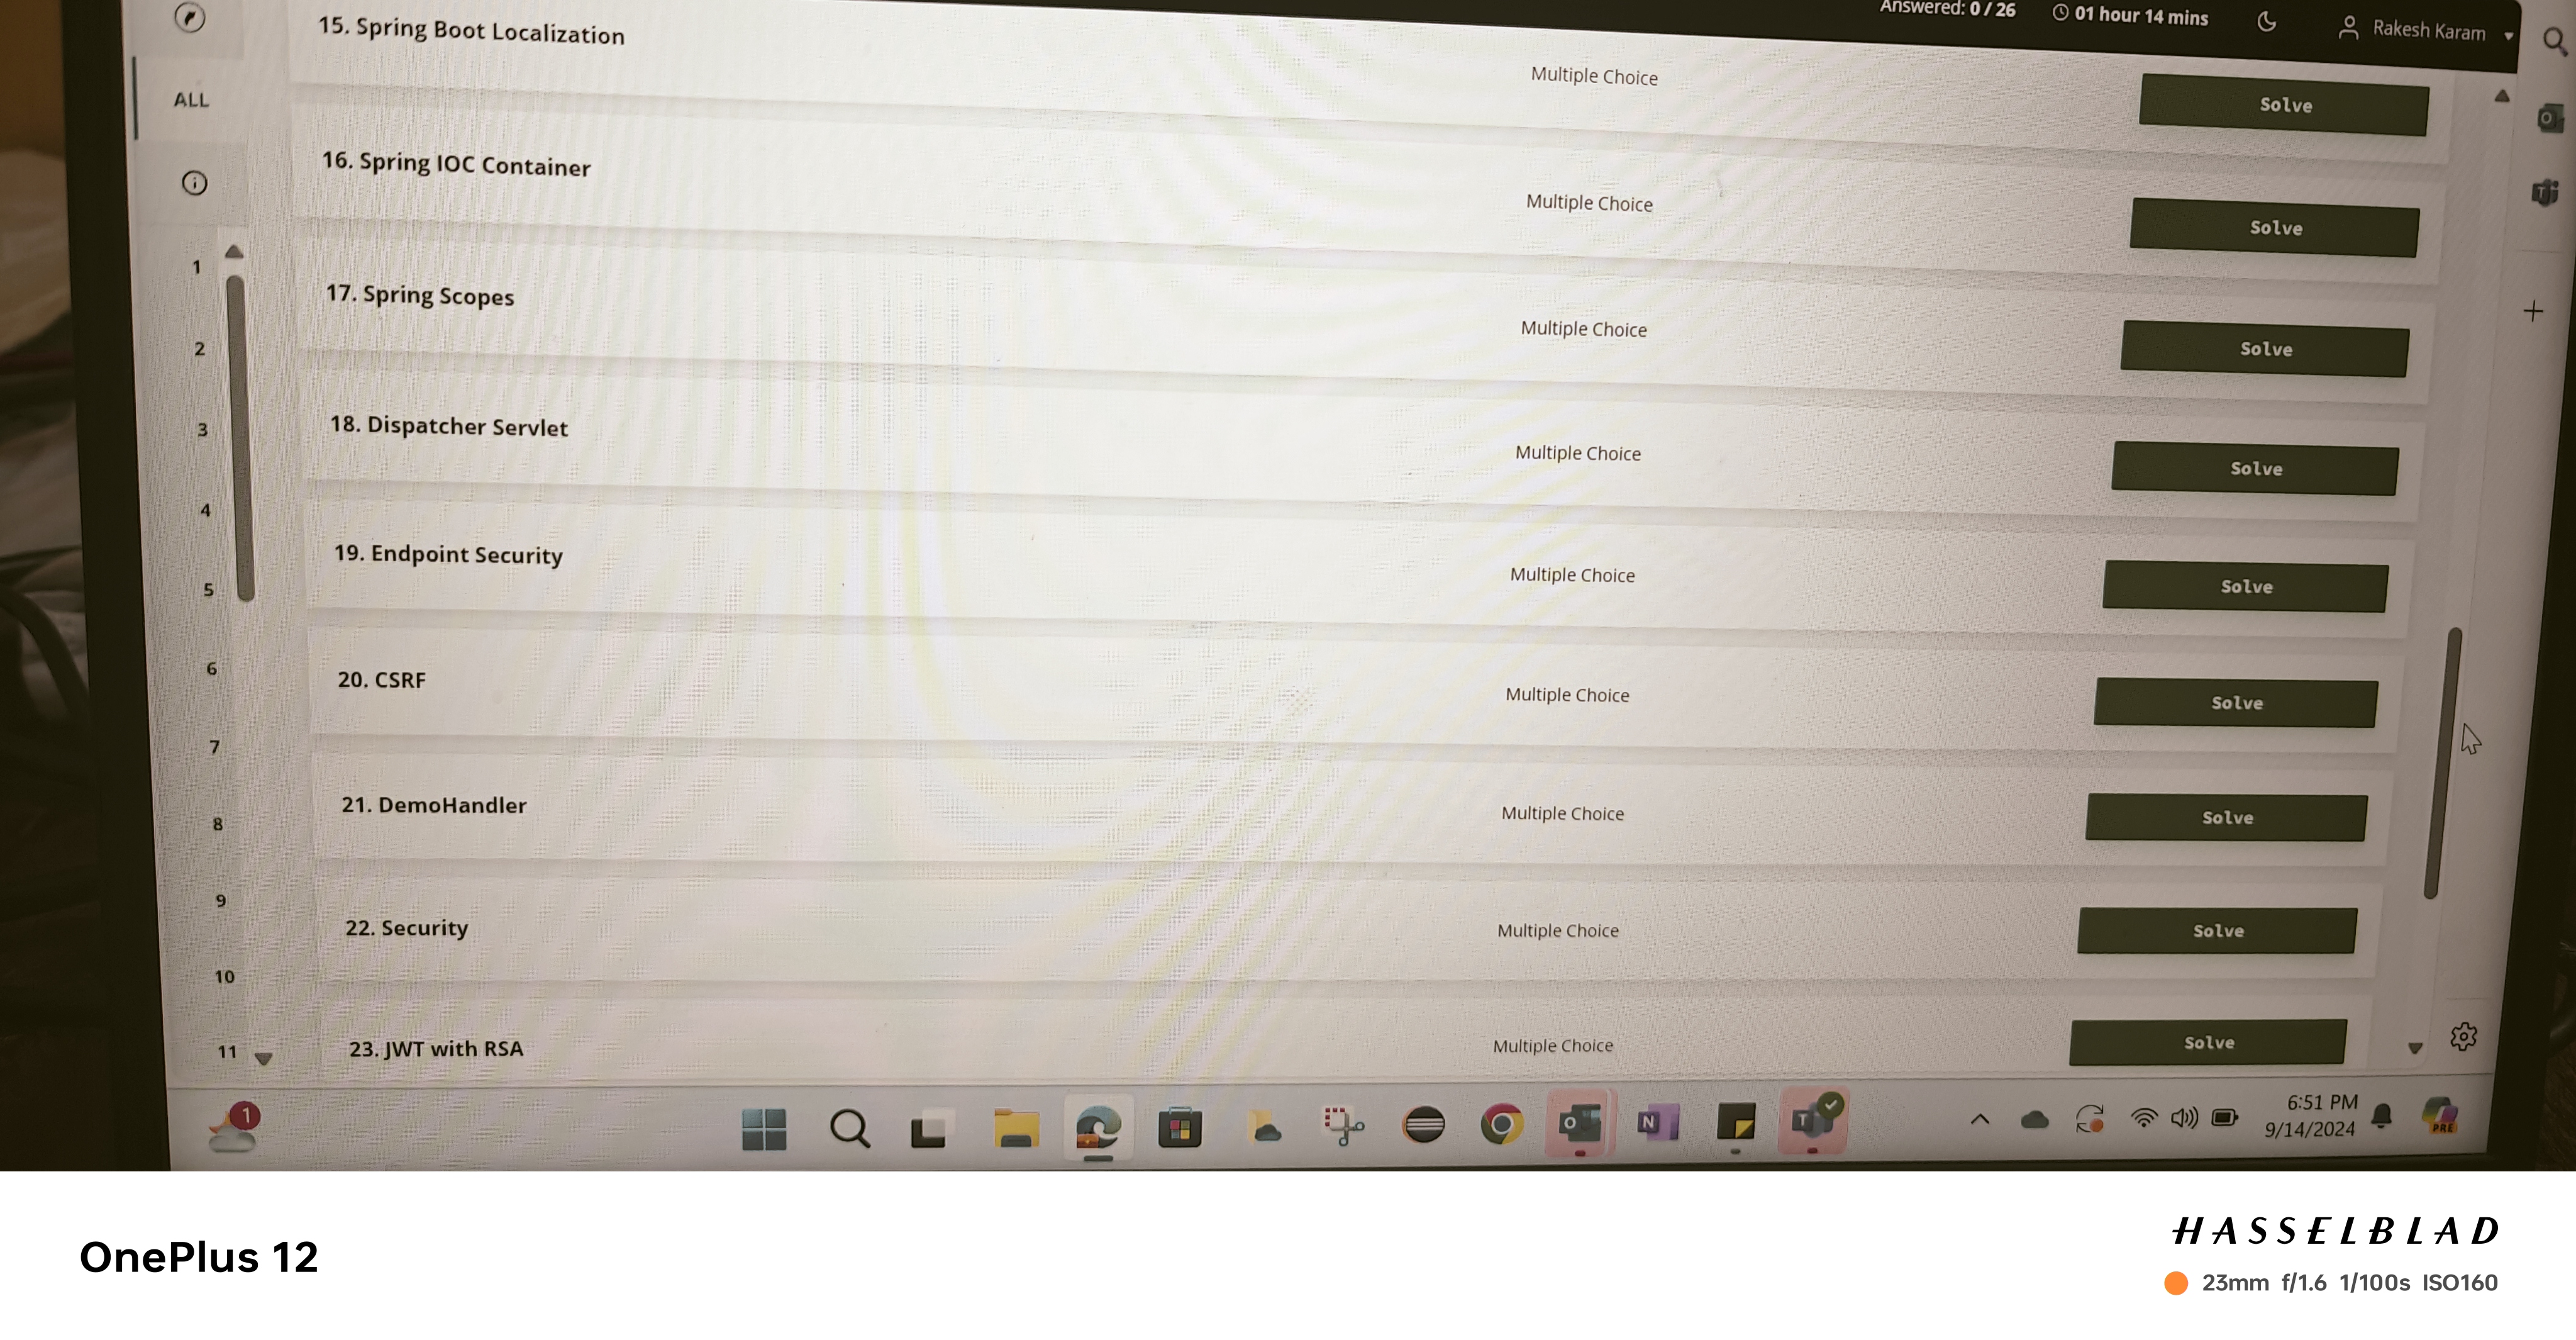 Answered: 0 / 26
01 hour 14 mins
Rakesh Karam
ALL
1
2
3
4
5
6
7
8
9
10
11
15. Spring Boot Localization
Multiple Choice
Solve
16. Spring IOC Container
Multiple Choice
Solve
17. Spring Scopes
Multiple Choice
Solve
18. Dispatcher Servlet
Multiple Choice
Solve
19. Endpoint Security
Multiple Choice
Solve
20. CSRF
Multiple Choice
Solve
21. DemoHandler
Multiple Choice
Solve
22. Security
Multiple Choice
Solve
23. JWT with RSA
Multiple Choice
Solve
1
6:51 PM
9/14/2024
PRE
OnePlus 12
HASSELBLAD
23mm f/1.6 1/100s ISO160